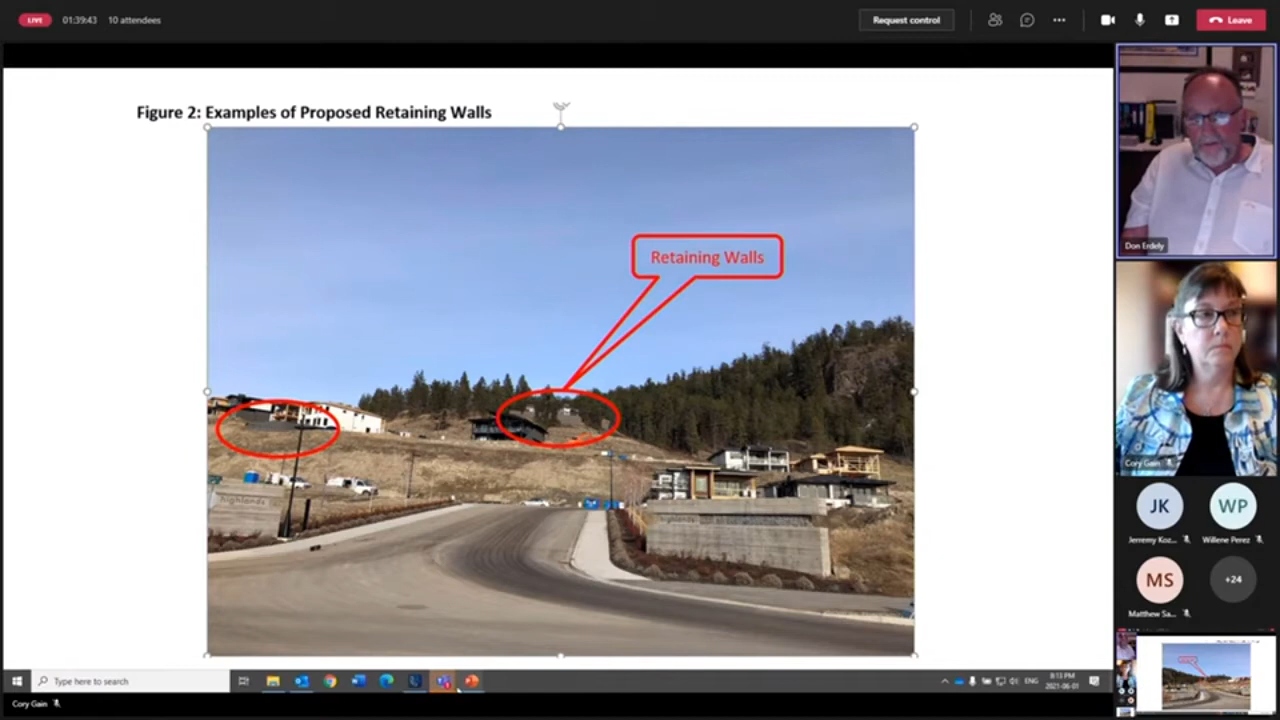 LIVE
01:39:43
10 attendees
Request control
Leave
Figure 2: Examples of Proposed Retaining Walls
Retaining Walls
Don Erdely
Cory Gain
JK
WP
Jerremy Koz...
Willene Perez
MS
+24
Matthew Sa...
Type here to search
ENG
8:13 PM
2021-06-01
Cory Gain